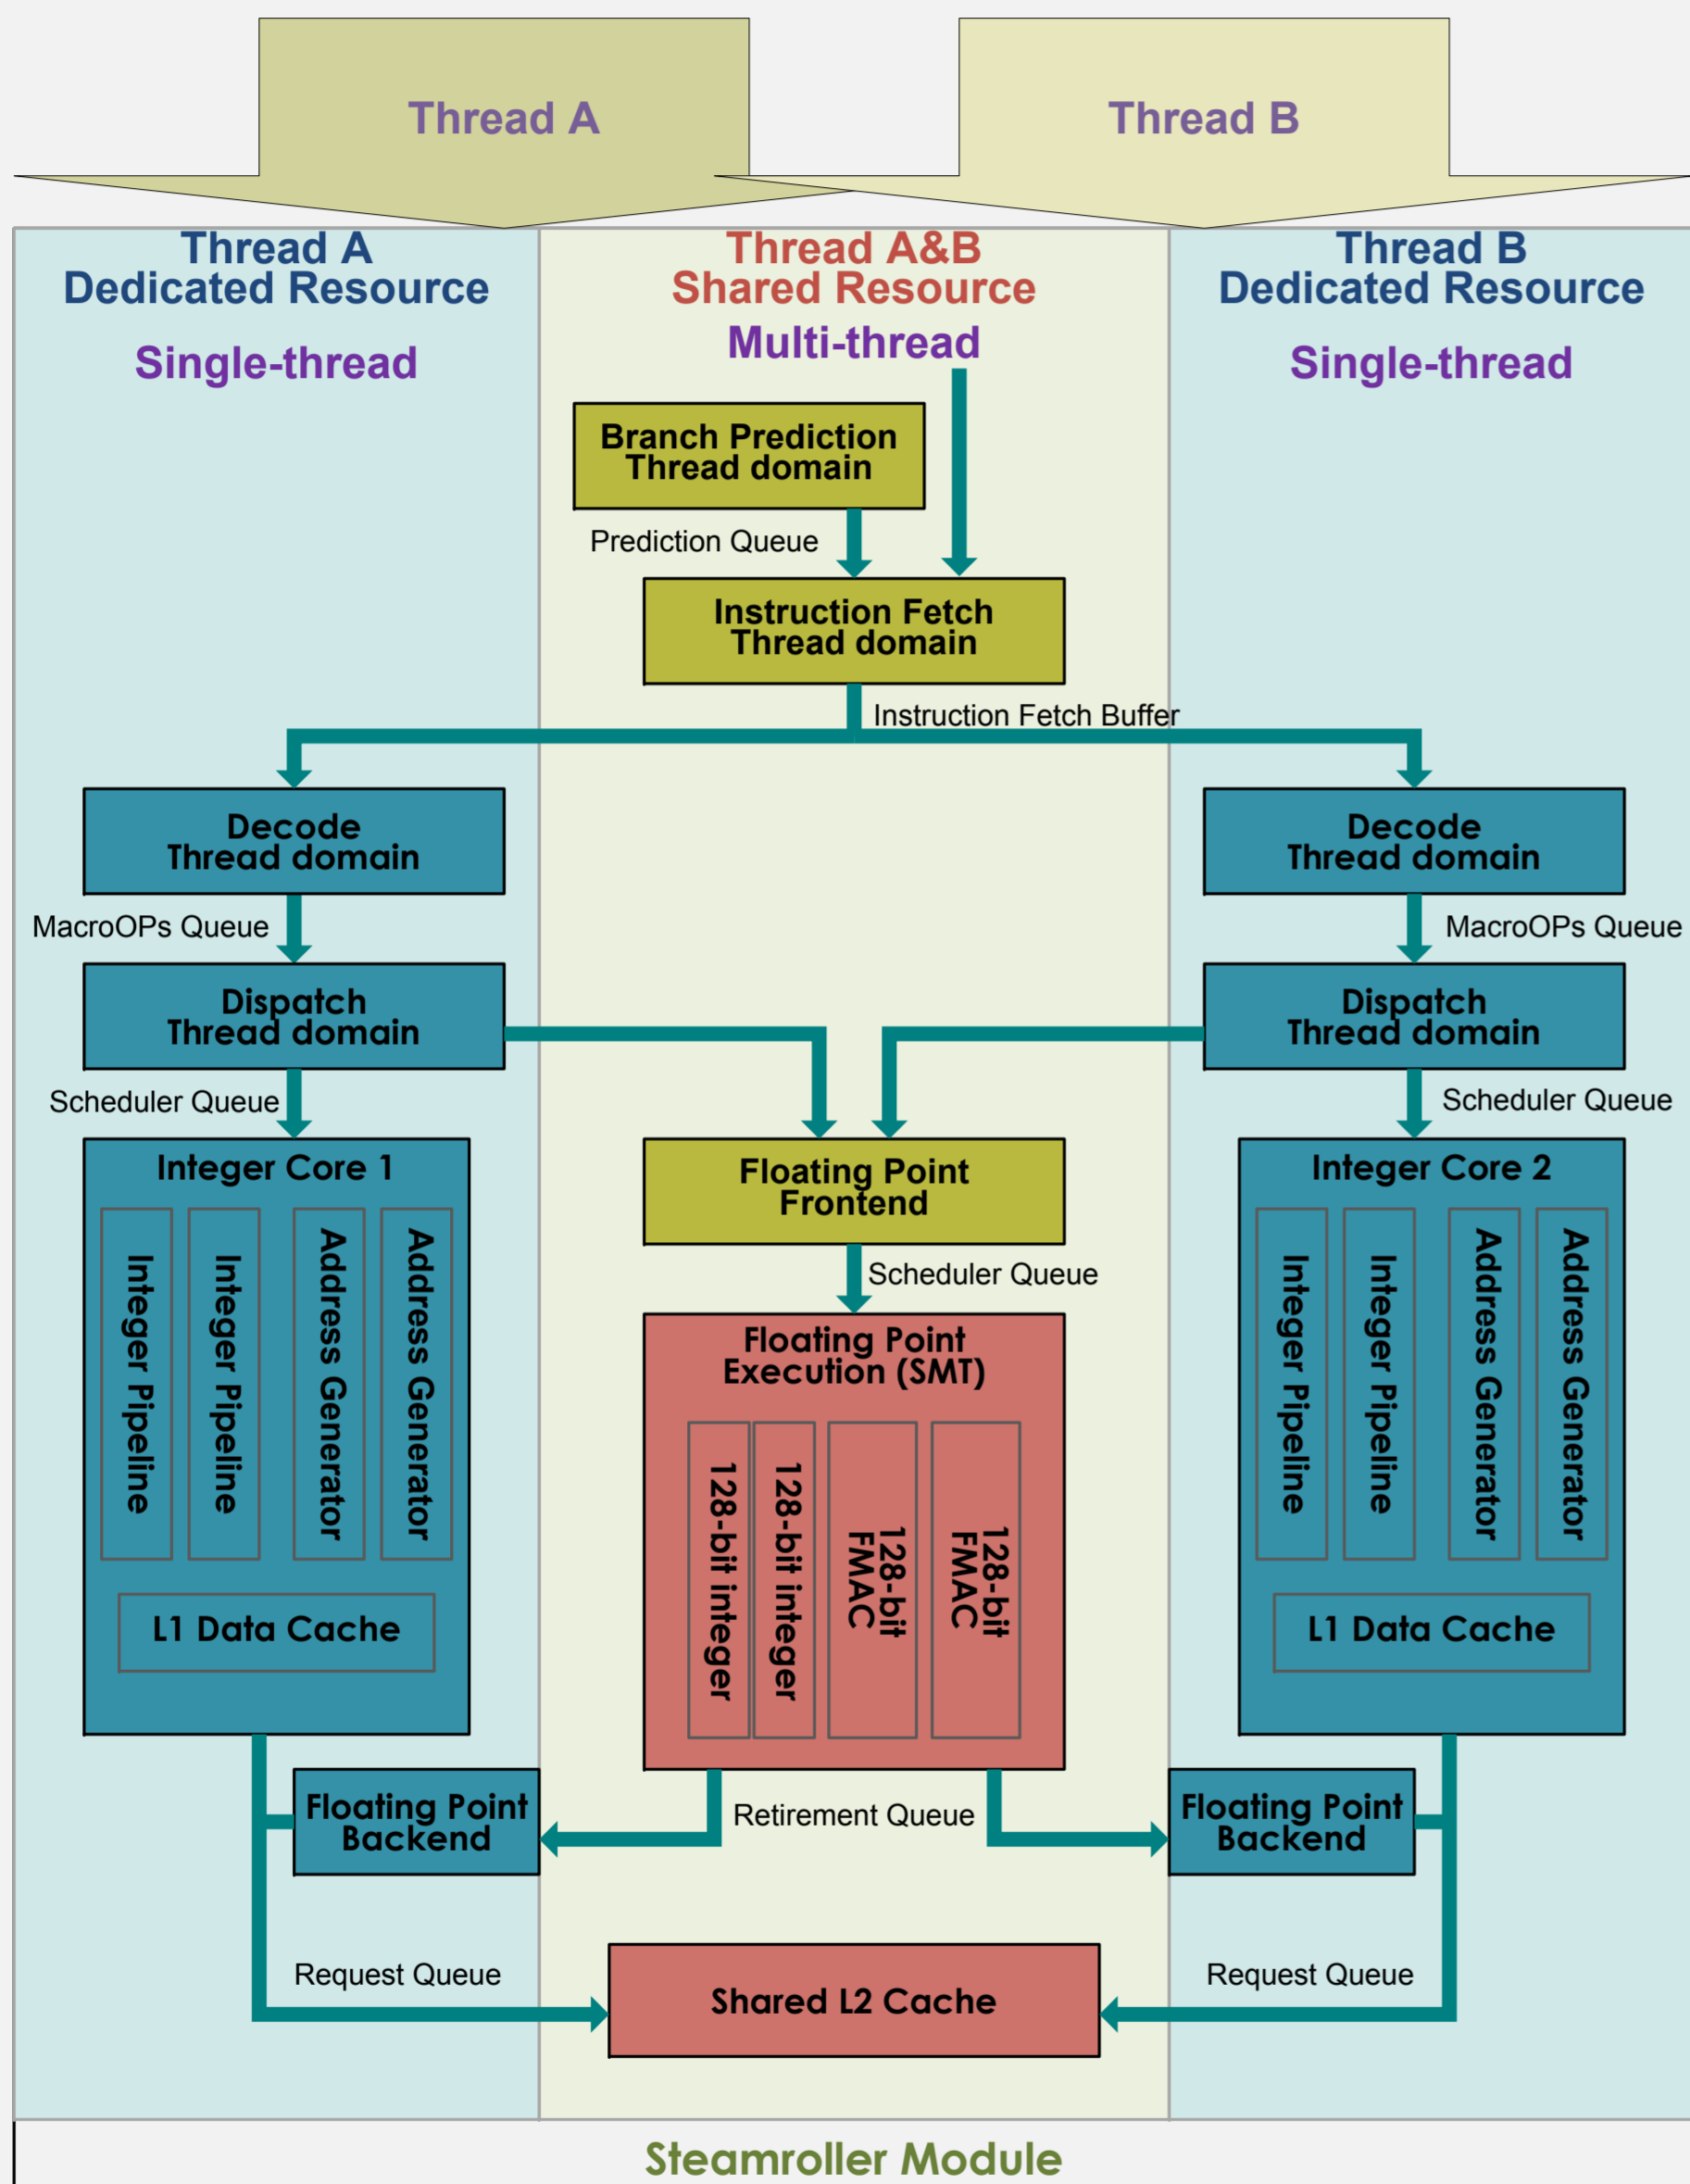 Thread A
Thread B
Thread A
Dedicated Resource
Single-thread
Thread A&B
Shared Resource
Multi-thread
Thread B
Dedicated Resource
Single-thread
Branch Prediction
Thread domain
Prediction Queue
Instruction Fetch
Thread domain
Instruction Fetch Buffer
Decode
Thread domain
Decode
Thread domain
MacroOPs Queue
MacroOPs Queue
Dispatch
Thread domain
Dispatch
Thread domain
Scheduler Queue
Scheduler Queue
Integer Core 1
Integer Pipeline
Integer Pipeline
Address Generator
Address Generator
L1 Data Cache
Floating Point
Frontend
Scheduler Queue
Floating Point
Execution (SMT)
128-bit integer
128-bit integer
128-bit
FMAC
128-bit
FMAC
Integer Core 2
Integer Pipeline
Integer Pipeline
Address Generator
Address Generator
L1 Data Cache
Floating Point
Backend
Retirement Queue
Floating Point
Backend
Request Queue
Shared L2 Cache
Request Queue
Steamroller Module